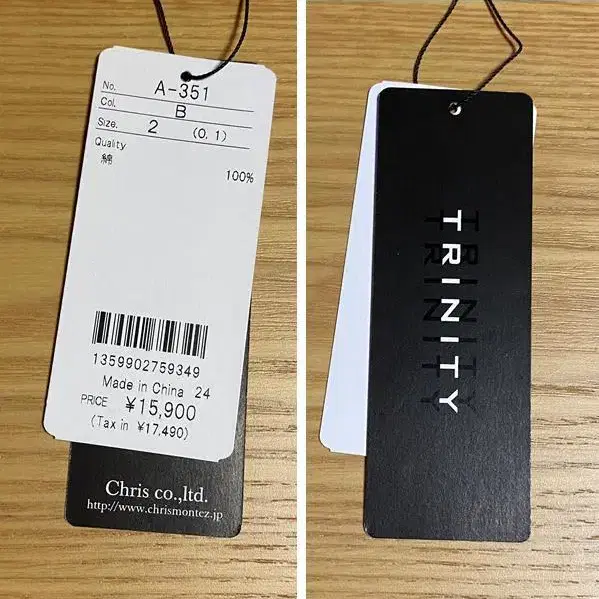 No. A-351
Col. B
Size. 2 (0, 1)
Quality
綿
100%
1359902759349
Made in China 24
PRICE ¥15,900
(Tax in ¥17,490)
Chris co.,ltd.
http://www.chrismontez.jp
TRINITY